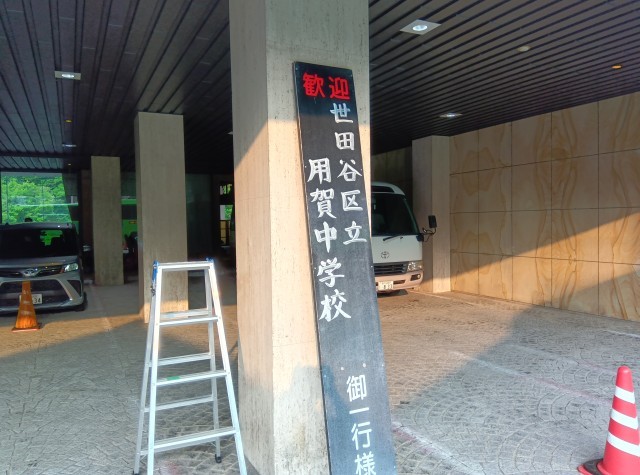 歓迎
世田谷区立
用賀中学校
御一行様